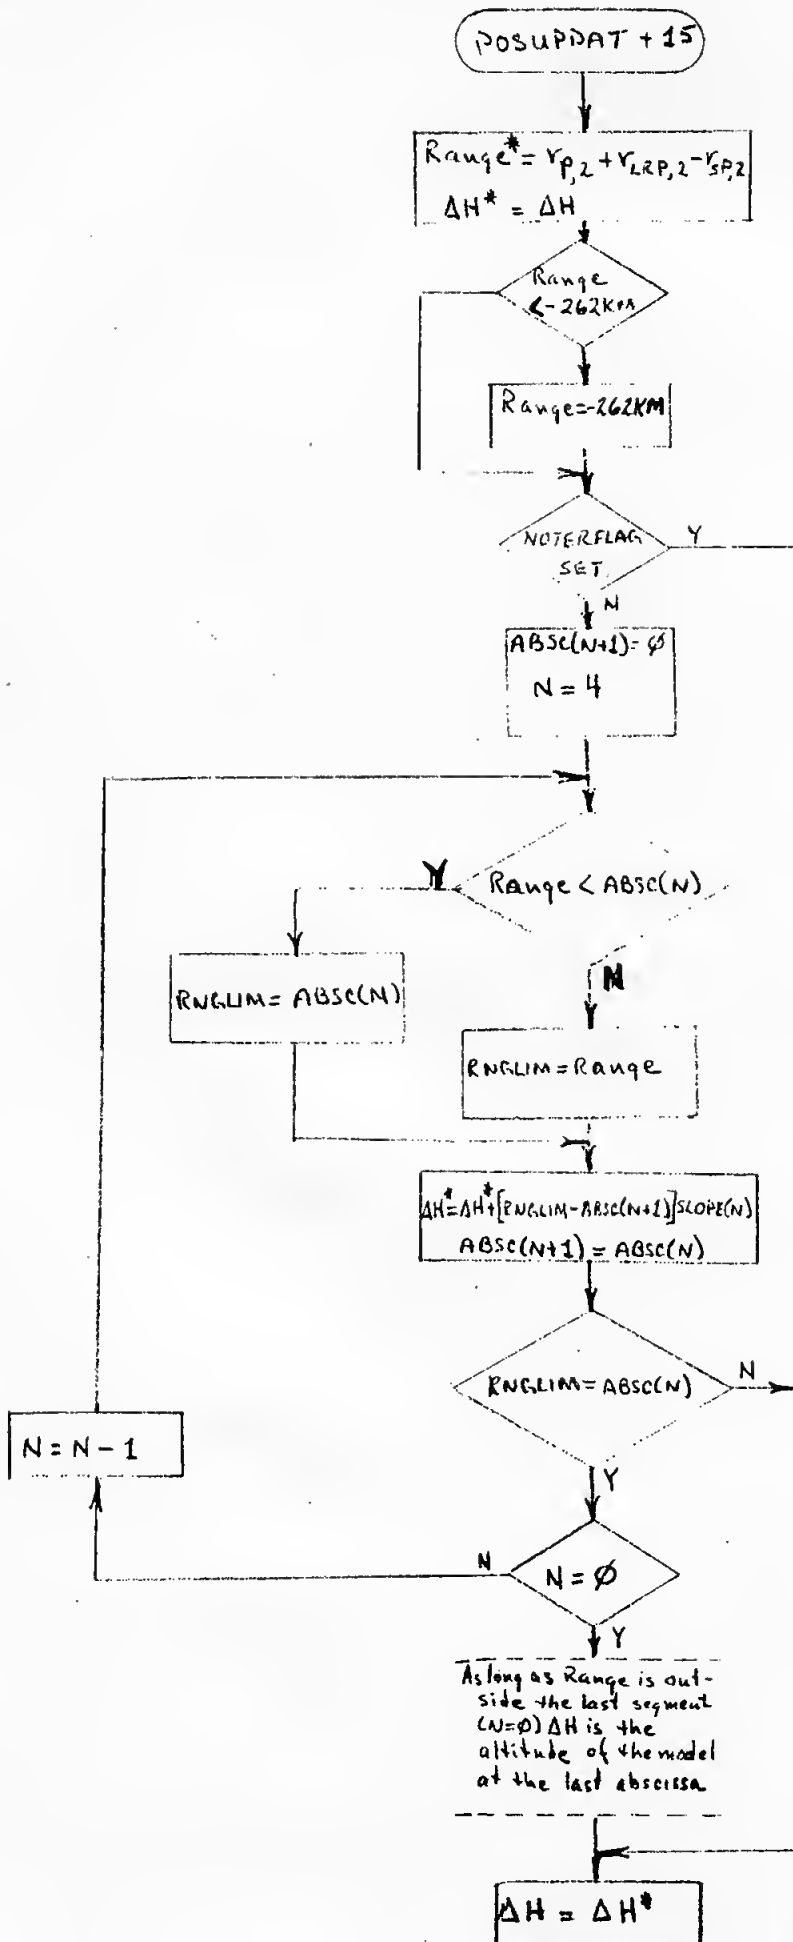 POSUPDAT + 15
Range* = rP,2 + rLRP,2 - rSP,2
ΔH* = ΔH
Range
<-262KM
Range=-262KM
NOTERFLAG
SET
Y
N
ABSC(N+1)=Ø
N = 4
Y
Range < ABSC(N)
N
RNGLIM= ABSC(N)
RNGLIM=Range
ΔH*=ΔH*+[RNGLIM-ABSC(N+1)]SLOPE(N)
ABSC(N+1) = ABSC(N)
RNGLIM=ABSC(N)
N
N = N - 1
Y
N
N = Ø
Y
As long as Range is out-
side the last segment
(N=Ø) ΔH is the
altitude of the model
at the last abscissa
ΔH = ΔH*